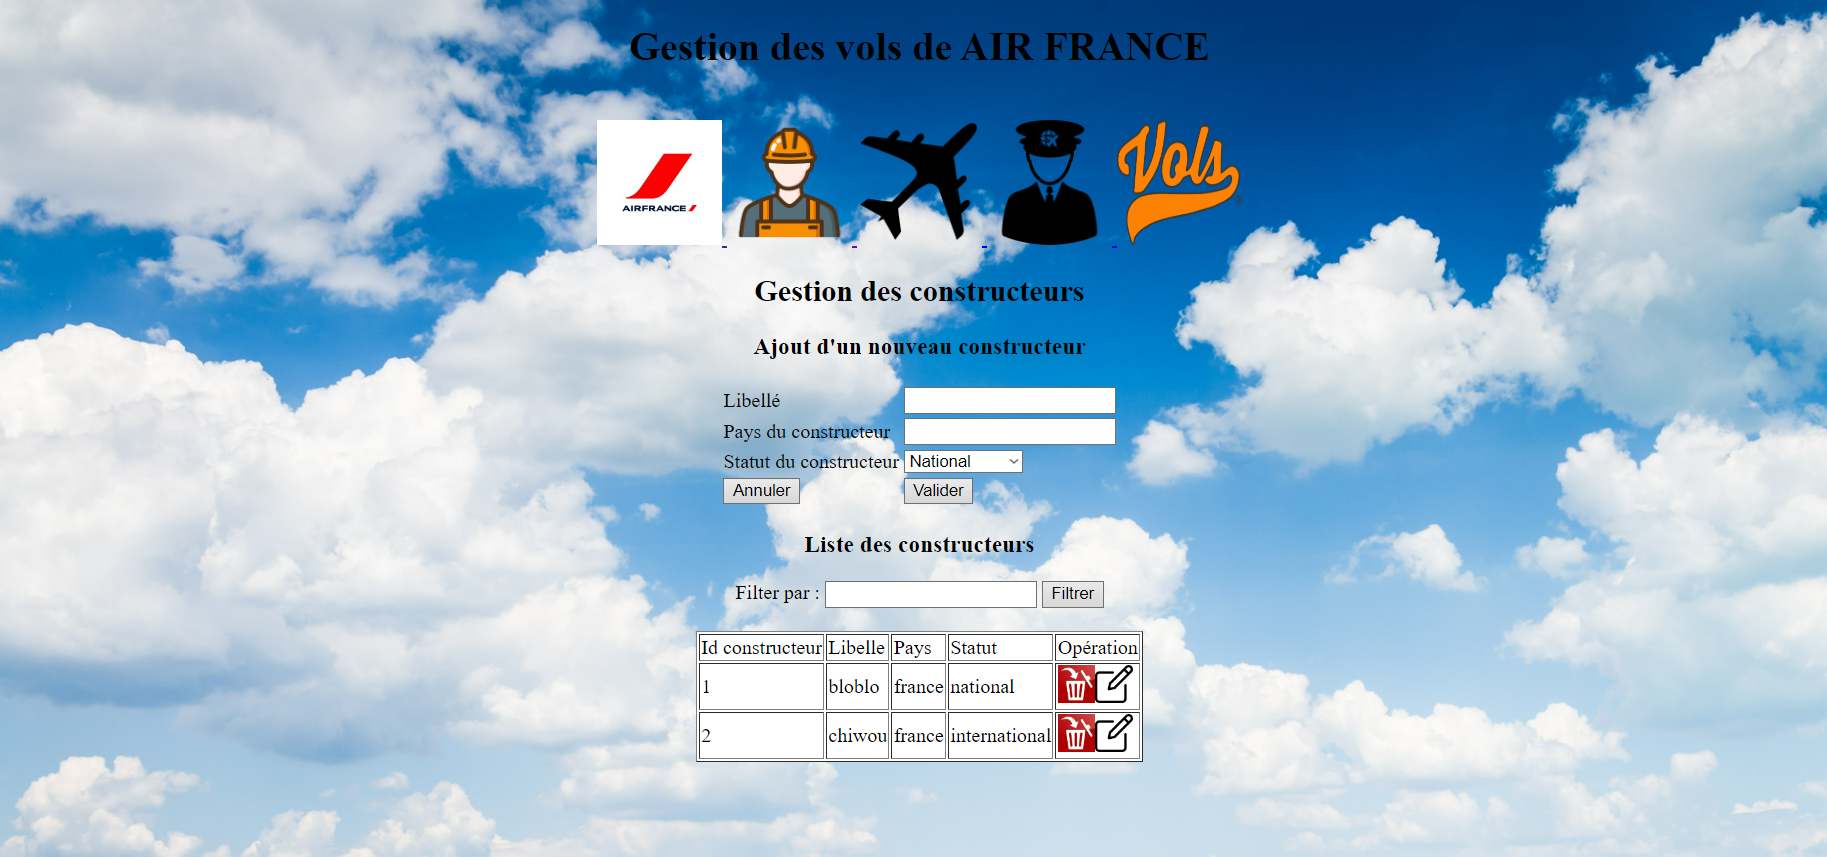 Gestion des vols de AIR FRANCE
AIRFRANCE
Vols
Gestion des constructeurs
Ajout d'un nouveau constructeur
Libellé
Pays du constructeur
Statut du constructeur National
Annuler Valider
Liste des constructeurs
Filter par : Filtrer
Id constructeur Libelle Pays Statut Opération
1 bloblo france national
2 chiwou france international